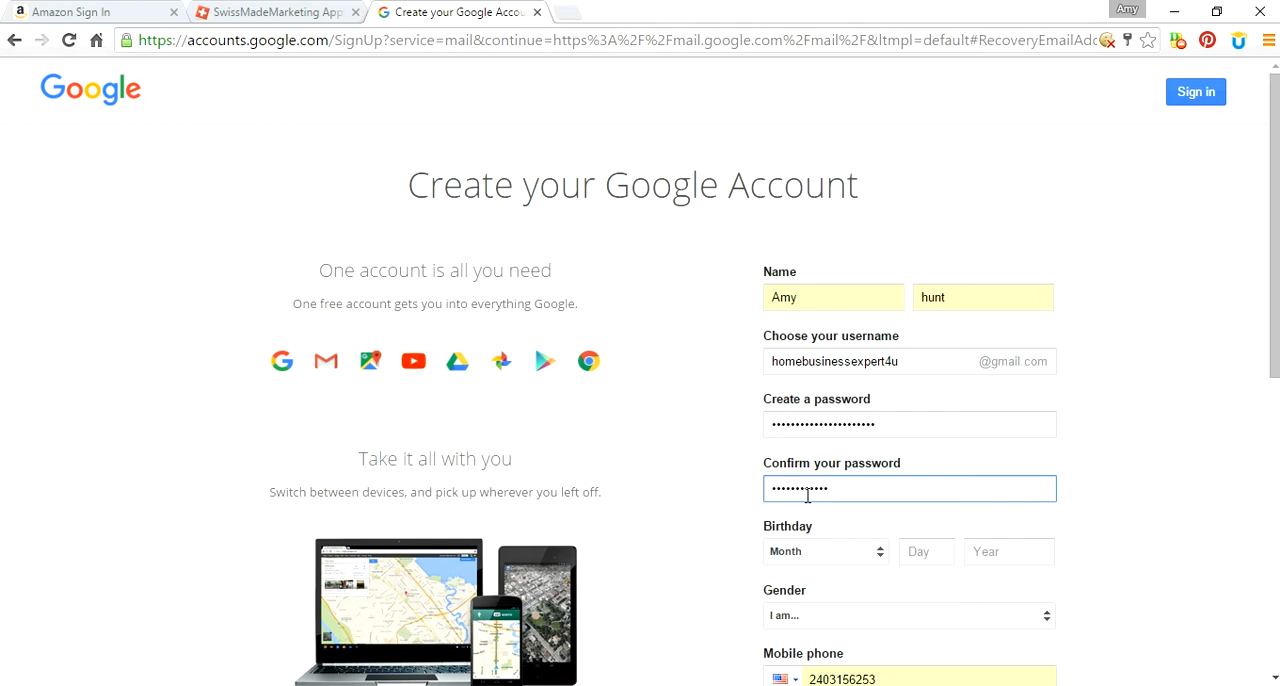 Amazon Sign In
SwissMadeMarketing App
Create your Google Accou
Amy
https://accounts.google.com/SignUp?service=mail&continue=https%3A%2F%2Fmail.google.com%2Fmail%2F&ltmpl=default#RecoveryEmailAdd
Google
Sign in
Create your Google Account
One account is all you need
One free account gets you into everything Google.
Take it all with you
Switch between devices, and pick up wherever you left off.
Name
Amy hunt
Choose your username
homebusinessexpert4u @gmail.com
Create a password
••••••••••••••••••••••
Confirm your password
••••••••••••
Birthday
Month Day Year
Gender
I am...
Mobile phone
2403156253